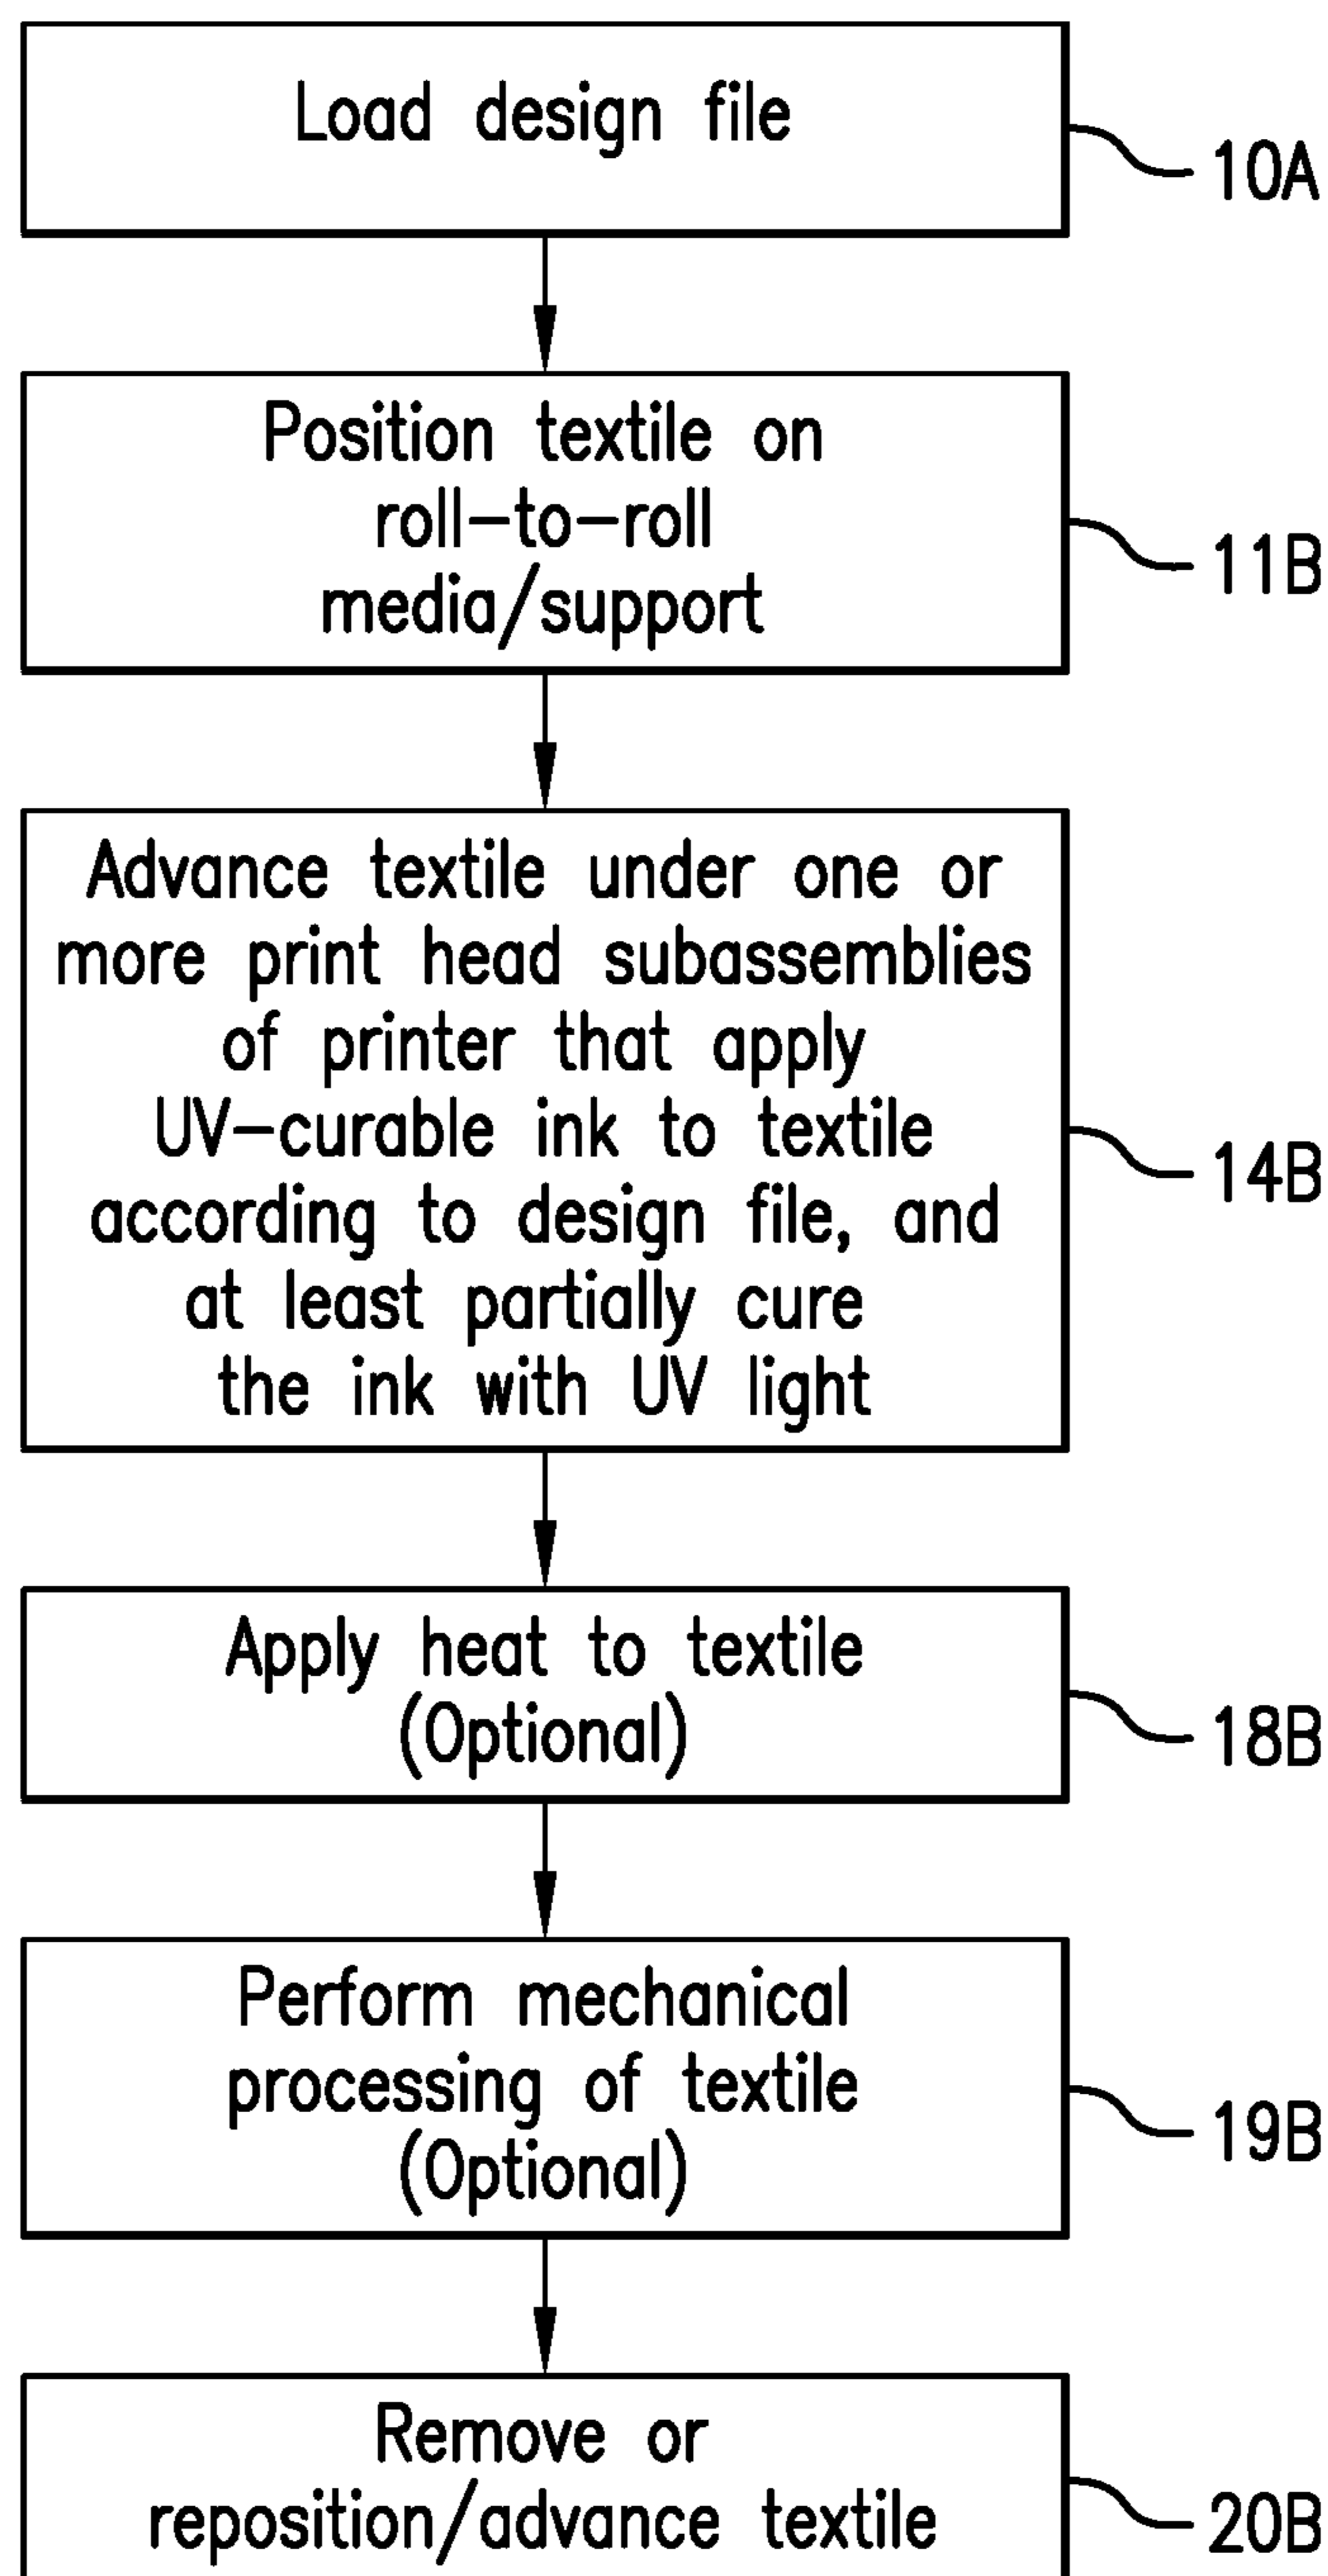 Load design file
10A
Position textile on
roll-to-roll
media/support
11B
Advance textile under one or
more print head subassemblies
of printer that apply
UV-curable ink to textile
according to design file, and
at least partially cure
the ink with UV light
14B
Apply heat to textile
(Optional)
18B
Perform mechanical
processing of textile
(Optional)
19B
Remove or
reposition/advance textile
20B